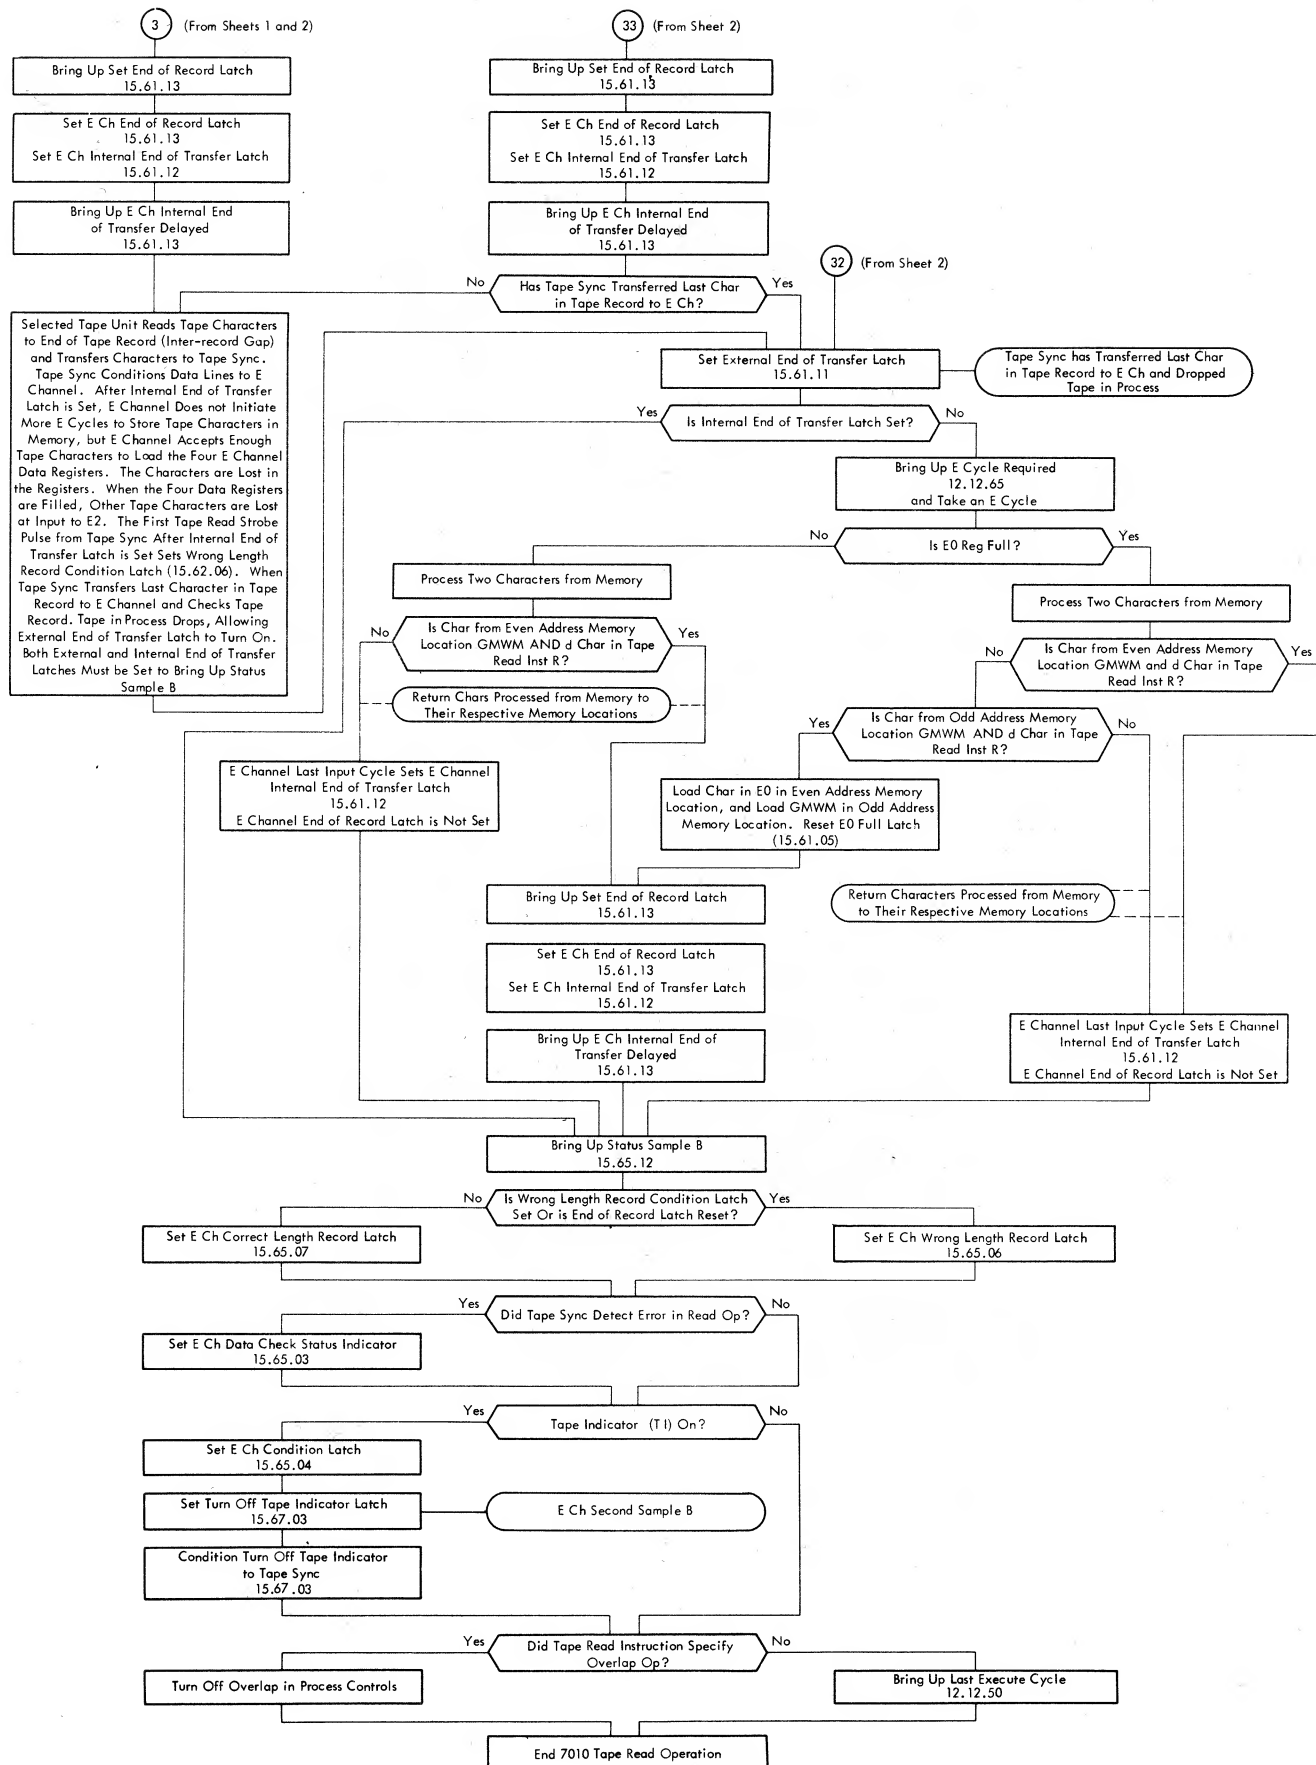 3 (From Sheets 1 and 2)
Bring Up Set End of Record Latch
15.61.13
Set E Ch End of Record Latch
15.61.13
Set E Ch Internal End of Transfer Latch
15.61.12
Bring Up E Ch Internal End
of Transfer Delayed
15.61.13
33 (From Sheet 2)
Bring Up Set End of Record Latch
15.61.13
Set E Ch End of Record Latch
15.61.13
Set E Ch Internal End of Transfer Latch
15.61.12
Bring Up E Ch Internal End
of Transfer Delayed
15.61.13
32 (From Sheet 2)
No
Has Tape Sync Transferred Last Char
in Tape Record to E Ch?
Yes
Selected Tape Unit Reads Tape Characters
to End of Tape Record (Inter-record Gap)
and Transfers Characters to Tape Sync.
Tape Sync Conditions Data Lines to E
Channel. After Internal End of Transfer
Latch is Set, E Channel Does not Initiate
More E Cycles to Store Tape Characters in
Memory, but E Channel Accepts Enough
Tape Characters to Load the Four E Channel
Data Registers. The Characters are Lost in
the Registers. When the Four Data Registers
are Filled, Other Tape Characters are Lost
at Input to E2. The First Tape Read Strobe
Pulse from Tape Sync After Internal End of
Transfer Latch is Set Sets Wrong Length
Record Condition Latch (15.62.06). When
Tape Sync Transfers Last Character in Tape
Record to E Channel and Checks Tape
Record. Tape in Process Drops, Allowing
External End of Transfer Latch to Turn On.
Both External and Internal End of Transfer
Latches Must be Set to Bring Up Status
Sample B
Set External End of Transfer Latch
15.61.11
Tape Sync has Transferred Last Char
in Tape Record to E Ch and Dropped
Tape in Process
Yes
Is Internal End of Transfer Latch Set?
No
Bring Up E Cycle Required
12.12.65
and Take an E Cycle
No
Is E0 Reg Full?
Yes
Process Two Characters from Memory
No
Is Char from Even Address Memory
Location GMWM AND d Char in Tape
Read Inst R?
Yes
Return Chars Processed from Memory to
Their Respective Memory Locations
E Channel Last Input Cycle Sets E Channel
Internal End of Transfer Latch
15.61.12
E Channel End of Record Latch is Not Set
Process Two Characters from Memory
No
Is Char from Even Address Memory
Location GMWM and d Char in Tape
Read Inst R?
Yes
Yes
Is Char from Odd Address Memory
Location GMWM AND d Char in Tape
Read Inst R?
No
Load Char in E0 in Even Address Memory
Location, and Load GMWM in Odd Address
Memory Location. Reset E0 Full Latch
(15.61.05)
Bring Up Set End of Record Latch
15.61.13
Return Characters Processed from Memory
to Their Respective Memory Locations
Set E Ch End of Record Latch
15.61.13
Set E Ch Internal End of Transfer Latch
15.61.12
Bring Up E Ch Internal End of
Transfer Delayed
15.61.13
E Channel Last Input Cycle Sets E Channel
Internal End of Transfer Latch
15.61.12
E Channel End of Record Latch is Not Set
Bring Up Status Sample B
15.65.12
No
Is Wrong Length Record Condition Latch
Set Or is End of Record Latch Reset?
Yes
Set E Ch Correct Length Record Latch
15.65.07
Set E Ch Wrong Length Record Latch
15.65.06
Yes
Did Tape Sync Detect Error in Read Op?
No
Set E Ch Data Check Status Indicator
15.65.03
Yes
Tape Indicator (T I) On?
No
Set E Ch Condition Latch
15.65.04
Set Turn Off Tape Indicator Latch
15.67.03
E Ch Second Sample B
Condition Turn Off Tape Indicator
to Tape Sync
15.67.03
Yes
Did Tape Read Instruction Specify
Overlap Op?
No
Turn Off Overlap in Process Controls
Bring Up Last Execute Cycle
12.12.50
End 7010 Tape Read Operation